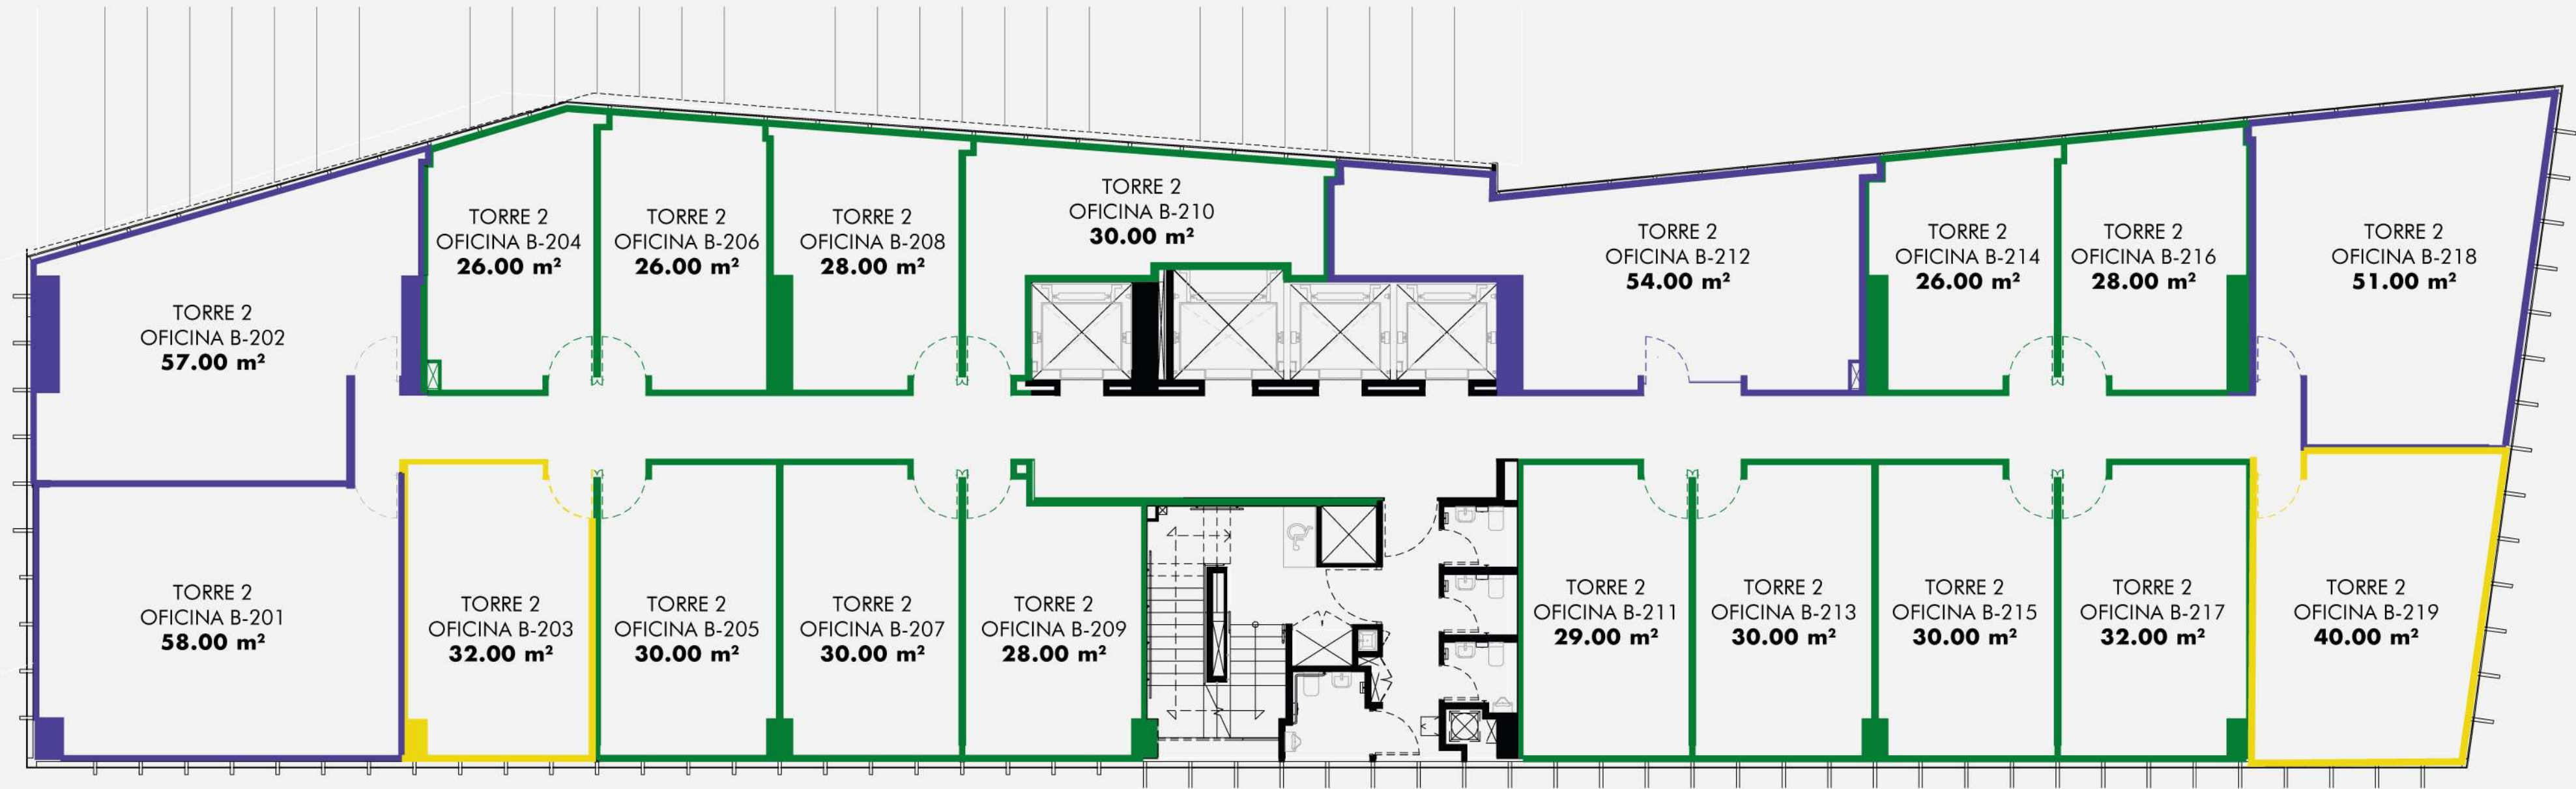 TORRE 2
OFICINA B-202
57.00 m²
TORRE 2
OFICINA B-204
26.00 m²
TORRE 2
OFICINA B-206
26.00 m²
TORRE 2
OFICINA B-208
28.00 m²
TORRE 2
OFICINA B-210
30.00 m²
TORRE 2
OFICINA B-212
54.00 m²
TORRE 2
OFICINA B-214
26.00 m²
TORRE 2
OFICINA B-216
28.00 m²
TORRE 2
OFICINA B-218
51.00 m²
TORRE 2
OFICINA B-201
58.00 m²
TORRE 2
OFICINA B-203
32.00 m²
TORRE 2
OFICINA B-205
30.00 m²
TORRE 2
OFICINA B-207
30.00 m²
TORRE 2
OFICINA B-209
28.00 m²
TORRE 2
OFICINA B-211
29.00 m²
TORRE 2
OFICINA B-213
30.00 m²
TORRE 2
OFICINA B-215
30.00 m²
TORRE 2
OFICINA B-217
32.00 m²
TORRE 2
OFICINA B-219
40.00 m²